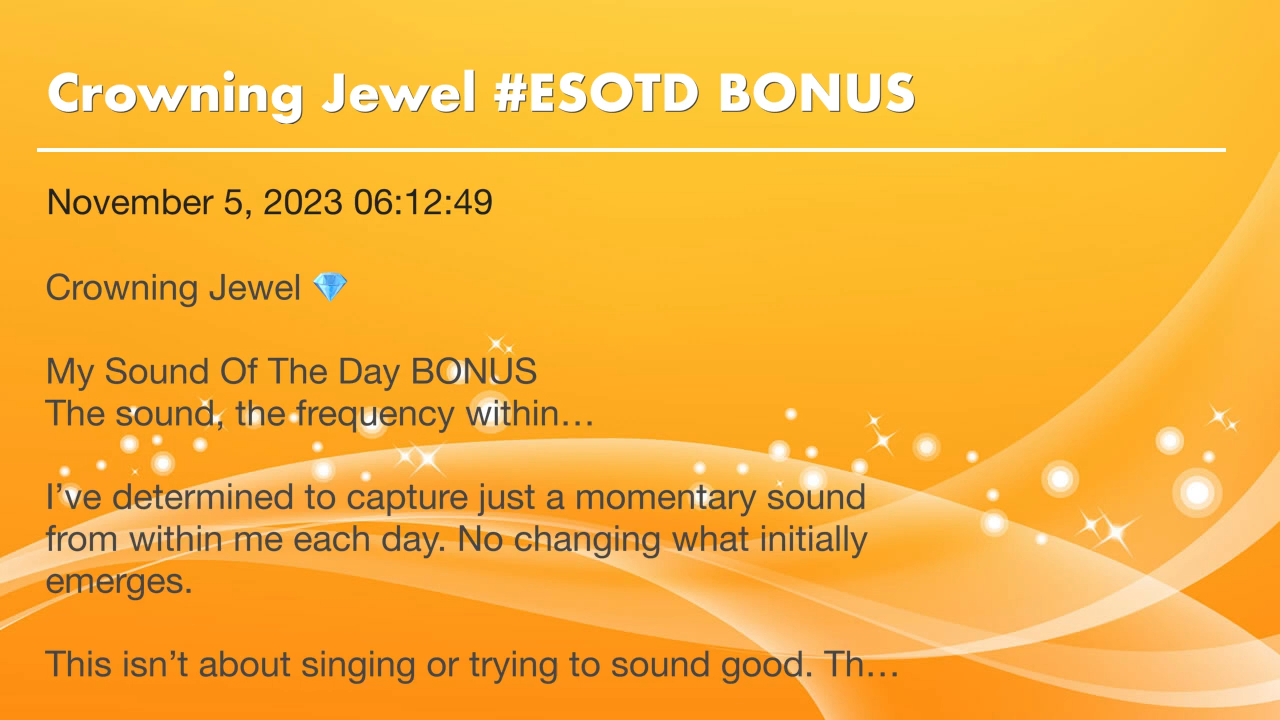 Crowning Jewel #ESOTD BONUS
November 5, 2023 06:12:49
Crowning Jewel 💎
My Sound Of The Day BONUS
The sound, the frequency within…
I’ve determined to capture just a momentary sound
from within me each day. No changing what initially
emerges.
This isn’t about singing or trying to sound good. Th…